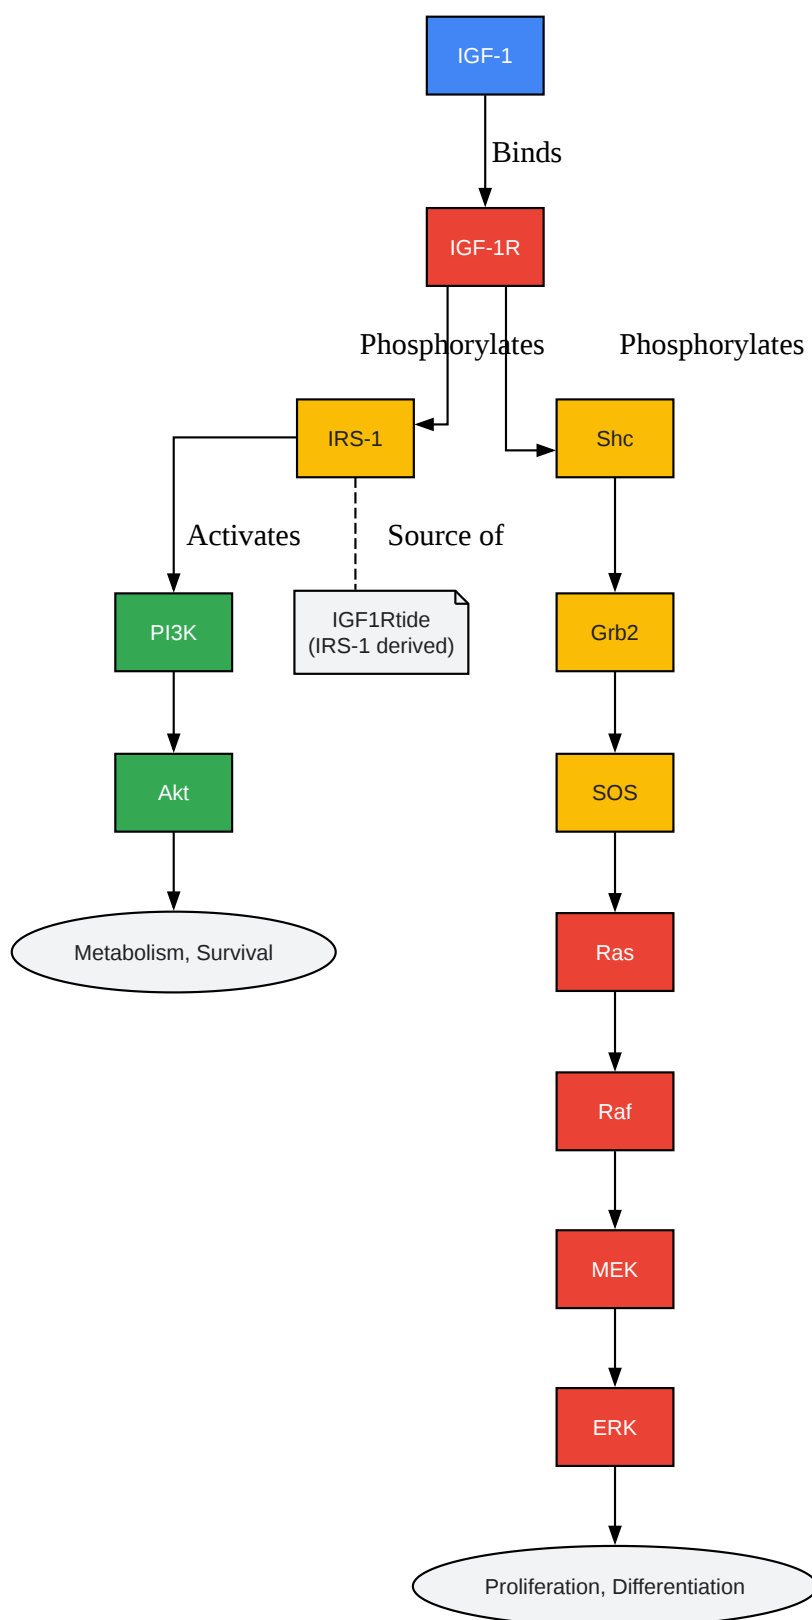 IGF-1
Binds
IGF-1R
Phosphorylates
Phosphorylates
IRS-1
Shc
Activates
Source of
PI3K
IGF1Rtide
(IRS-1 derived)
Grb2
Akt
SOS
Metabolism, Survival
Ras
Raf
MEK
ERK
Proliferation, Differentiation